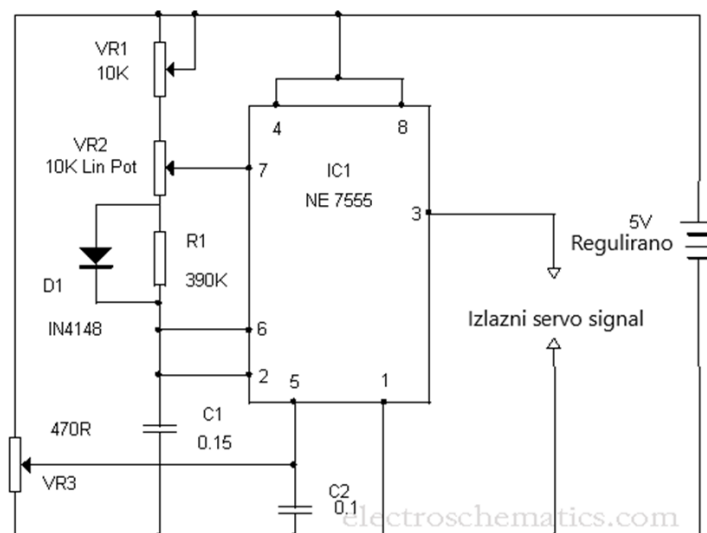 VR1
10K
VR2
10K Lin Pot
4
8
7
IC1
NE 7555
3
5V
Regulirano
R1
390K
D1
IN4148
6
Izlazni servo signal
2
5
1
C1
0.15
470R
VR3
C2
0.1
electroschematics.com